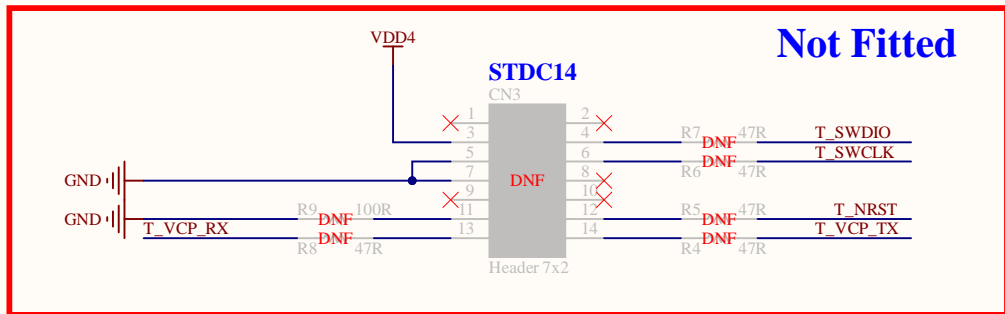 Not Fitted
VDD4
STDC14
CN3
1 2
3 4 R7 DNF 47R T_SWDIO
5 6 DNF T_SWCLK
R6 47R
GND 7 DNF 8
9 10
R9 100R R5 47R T_NRST
GND DNF 11 12 DNF
T_VCP_RX DNF 13 14 DNF T_VCP_TX
R8 47R R4 47R
Header 7x2